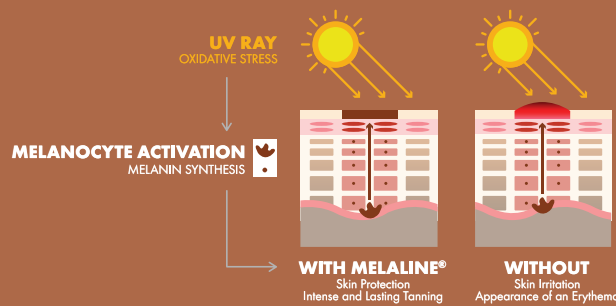 UV RAY
OXIDATIVE STRESS
MELANOCYTE ACTIVATION
MELANIN SYNTHESIS
WITH MELALINE®
Skin Protection
Intense and Lasting Tanning
WITHOUT
Skin Irritation
Appearance of an Erythema